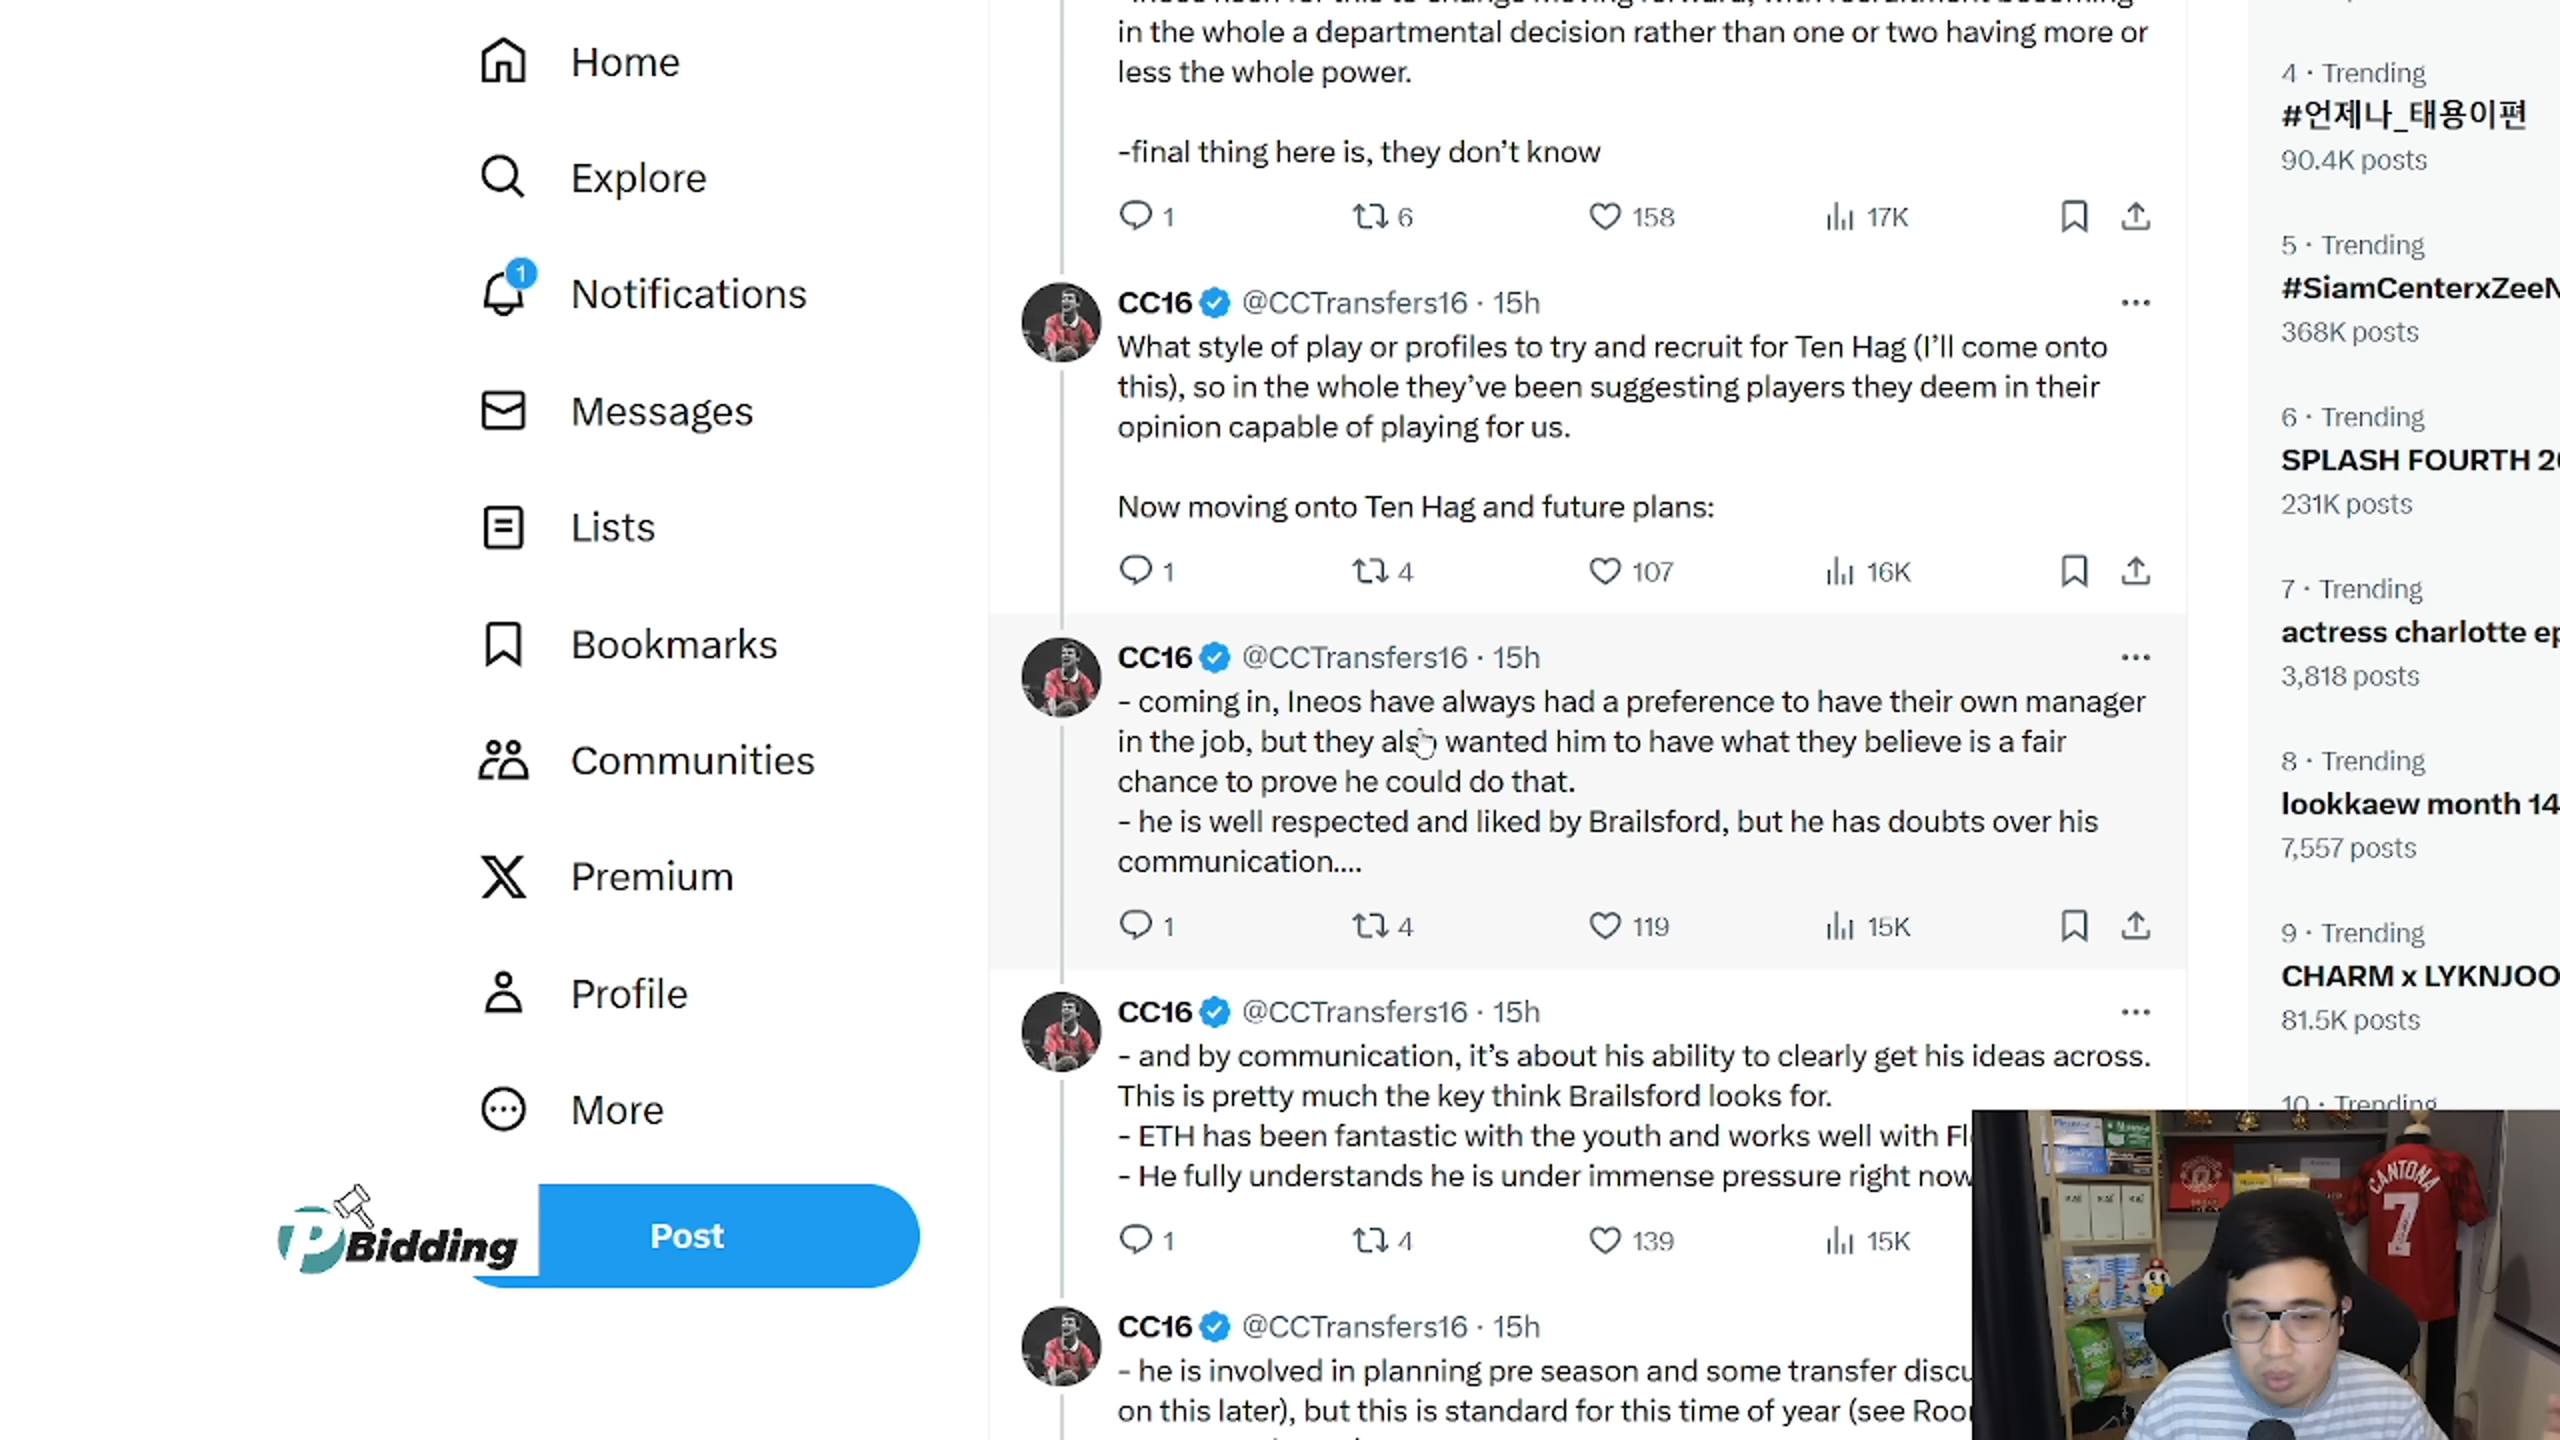 Home
Explore
1
Notifications
Messages
Lists
Bookmarks
Communities
Premium
Profile
More
Post
P Bidding
in the whole a departmental decision rather than one or two having more or
less the whole power.
-final thing here is, they don't know
1 6 158 17K
CC16 @CCTransfers16 · 15h
What style of play or profiles to try and recruit for Ten Hag (I'll come onto
this), so in the whole they've been suggesting players they deem in their
opinion capable of playing for us.
Now moving onto Ten Hag and future plans:
1 4 107 16K
CC16 @CCTransfers16 · 15h
- coming in, Ineos have always had a preference to have their own manager
in the job, but they also wanted him to have what they believe is a fair
chance to prove he could do that.
- he is well respected and liked by Brailsford, but he has doubts over his
communication....
1 4 119 15K
CC16 @CCTransfers16 · 15h
- and by communication, it's about his ability to clearly get his ideas across.
This is pretty much the key think Brailsford looks for.
- ETH has been fantastic with the youth and works well with
- He fully understands he is under immense pressure right now
1 4 139 15K
CC16 @CCTransfers16 · 15h
- he is involved in planning pre season and some transfer
on this later), but this is standard for this time of year (see
4 · Trending
#언제나_태용이편
90.4K posts
5 · Trending
#SiamCenterxZeeN
368K posts
6 · Trending
SPLASH FOURTH
231K posts
7 · Trending
actress charlotte
3,818 posts
8 · Trending
lookkaew month 14
7,557 posts
9 · Trending
CHARM x LYKNJOO
81.5K posts
10 · Trending
CANTONA
7